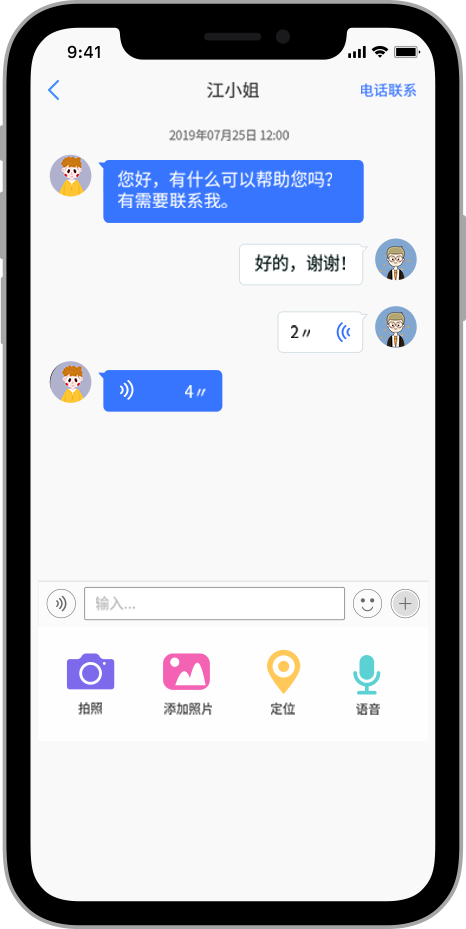 9:41
江小姐
电话联系
2019年07月25日 12:00
您好，有什么可以帮助您吗？
有需要联系我。
好的，谢谢！
2〃
4〃
输入...
拍照
添加照片
定位
语音